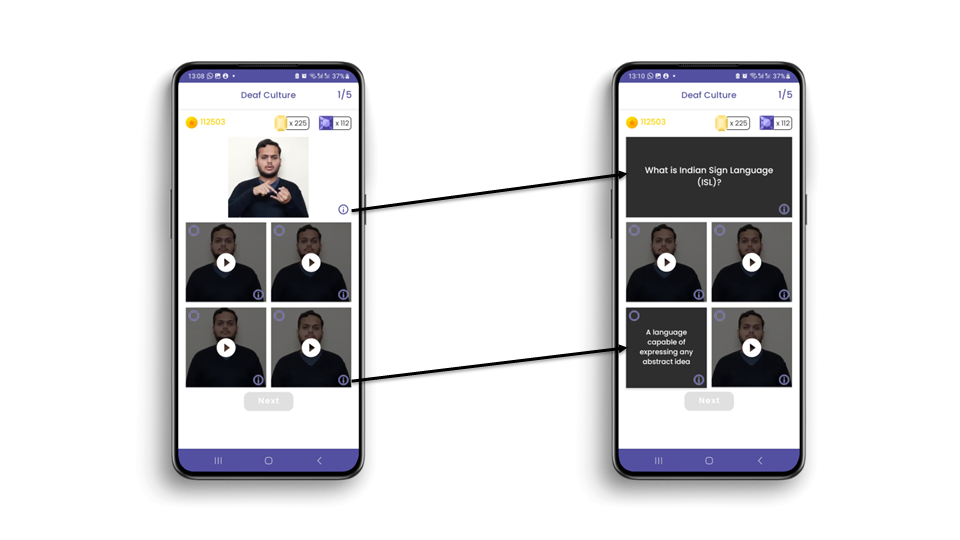 13:08 37%
Deaf Culture 1/5
112503 x 225 x 112
Next
13:10 37%
Deaf Culture 1/5
112503 x 225 x 112
What is Indian Sign Language
(ISL)?
A language
capable of
expressing any
abstract idea
Next